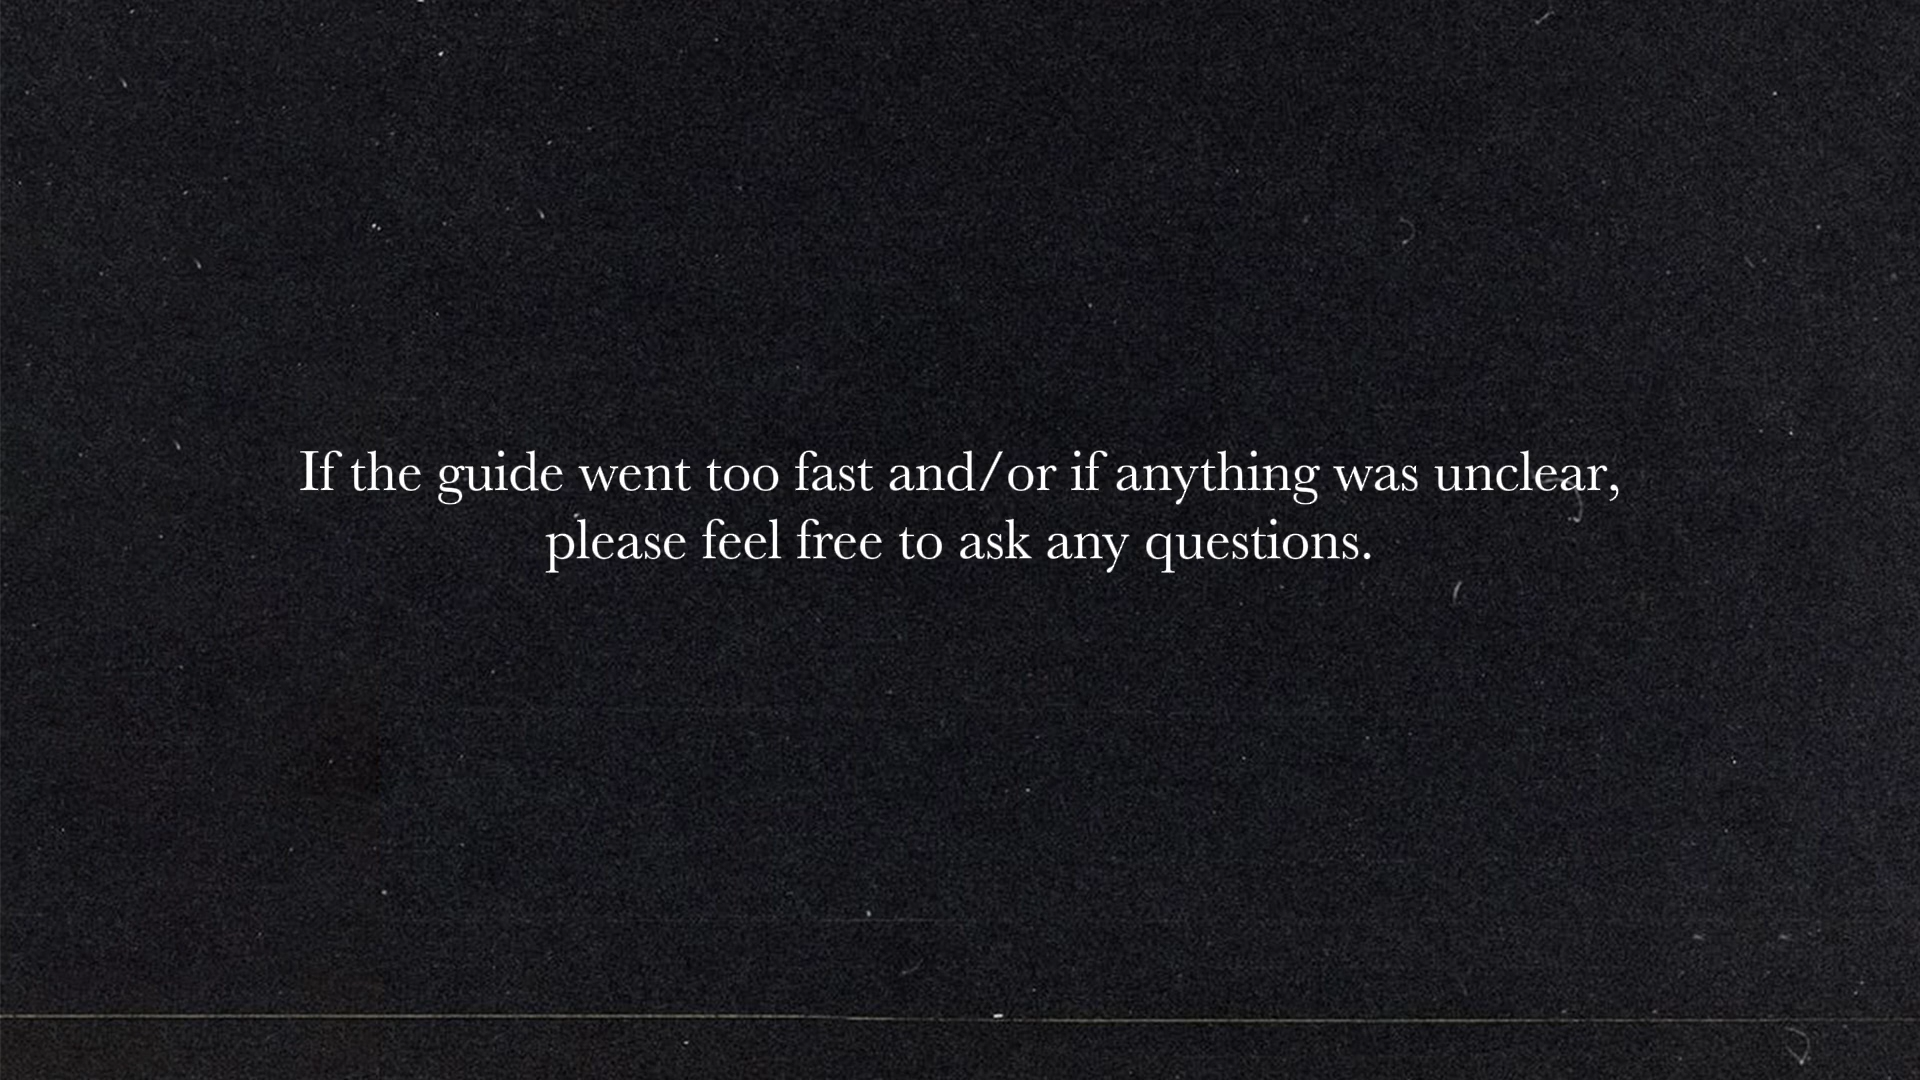 If the guide went too fast and/or if anything was unclear,
please feel free to ask any questions.